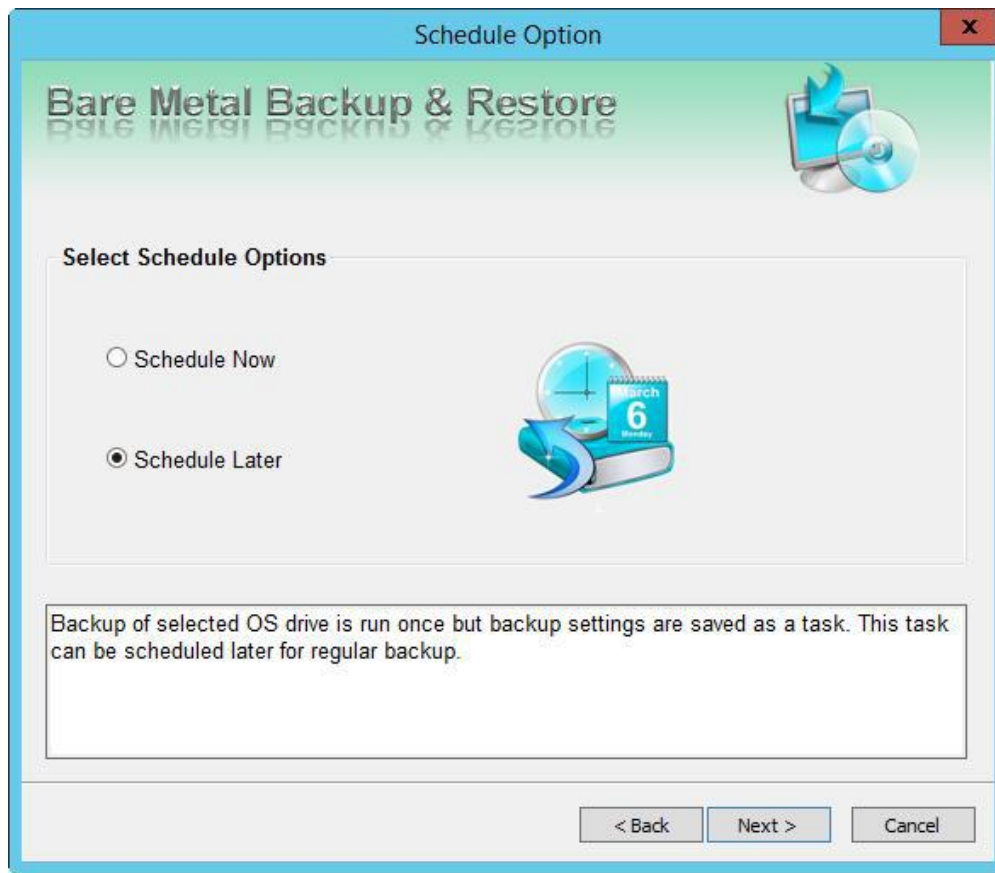 Schedule Option
x
Bare Metal Backup & Restore
Select Schedule Options
Schedule Now
Schedule Later
March
6
Monday
Backup of selected OS drive is run once but backup settings are saved as a task. This task
can be scheduled later for regular backup.
< Back
Next >
Cancel